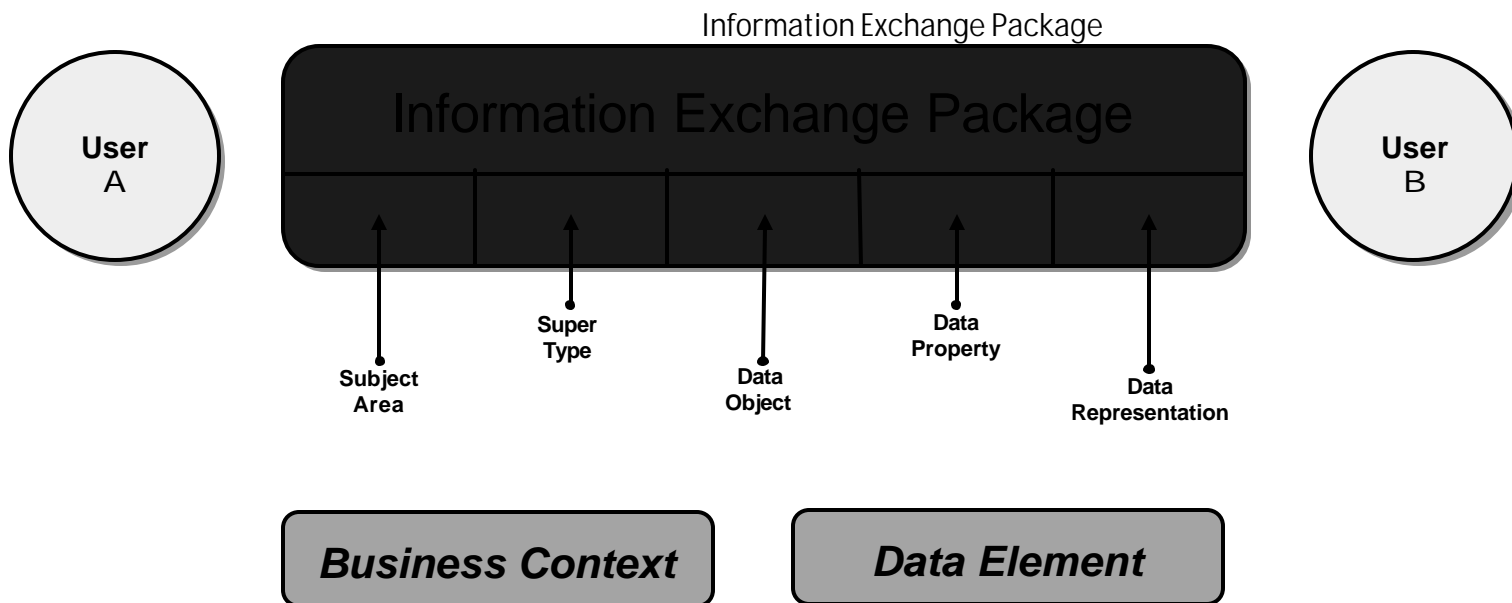 Information Exchange Package
Information Exchange Package
User
A
User
B
Subject
Area
Super
Type
Data
Object
Data
Property
Data
Representation
Business Context
Data Element